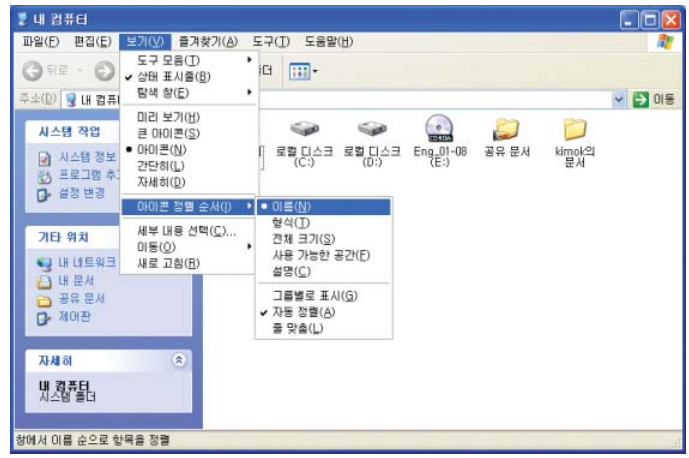 내 컴퓨터
파일(F) 편집(E) 보기(V) 즐겨찾기(A) 도구(T) 도움말(H)
뒤로
더
주소(D) 내 컴퓨
이동
도구 모음(T)
상태 표시줄(B)
탐색 창(E)
미리 보기(H)
큰 아이콘(S)
아이콘(N)
간단히(L)
자세히(D)
아이콘 정렬 순서(I)
세부 내용 선택(C)...
이동(O)
새로 고침(R)
이름(N)
형식(T)
전체 크기(S)
사용 가능한 공간(F)
설명(C)
그룹별로 표시(G)
자동 정렬(A)
줄 맞춤(L)
시스템 작업
시스템 정보
프로그램 추
설정 변경
기타 위치
내 네트워크
내 문서
공유 문서
제어판
자세히
내 컴퓨터
시스템 폴더
로컬 디스크
(C:)
로컬 디스크
(D:)
Eng_01-08
(E:)
공유 문서
kimok의
문서
창에서 이름 순으로 항목을 정렬